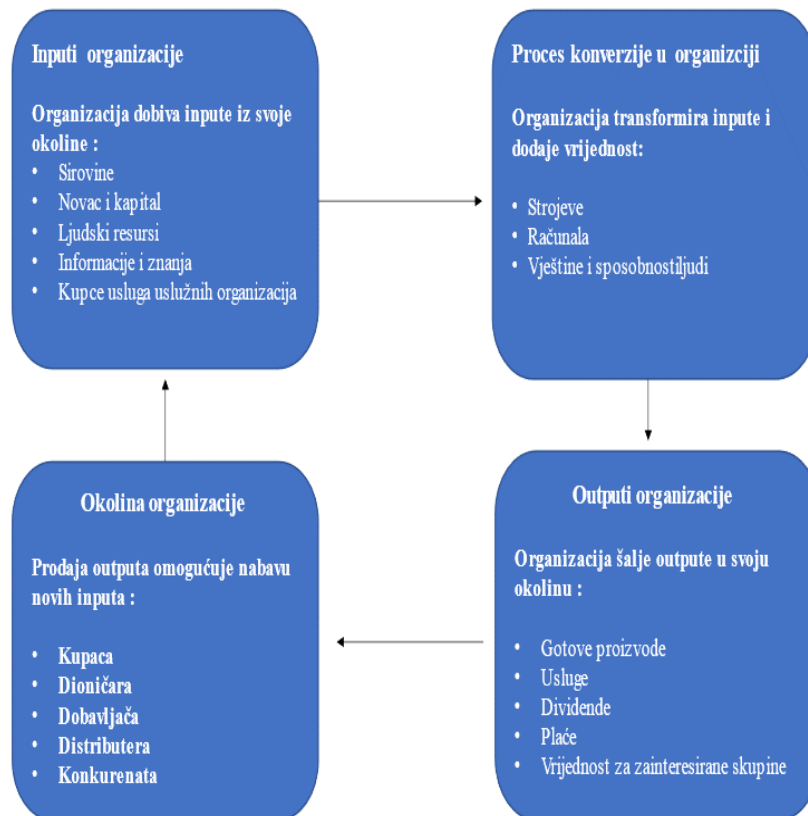 Inputi organizacije
Organizacija dobiva inpute iz svoje
okoline :
• Sirovine
• Novac i kapital
• Ljudski resursi
• Informacije i znanja
• Kupce usluga uslužnih organizacija
Proces konverzije u organizciji
Organizacija transformira inpute i
dodaje vrijednost:
• Strojeve
• Računala
• Vještine i sposobnostiljudi
Okolina organizacije
Prodaja outputa omogućuje nabavu
novih inputa :
• Kupaca
• Dioničara
• Dobavljača
• Distributera
• Konkurenata
Outputi organizacije
Organizacija šalje outpute u svoju
okolinu :
• Gotove proizvode
• Usluge
• Dividende
• Plaće
• Vrijednost za zainteresirane skupine